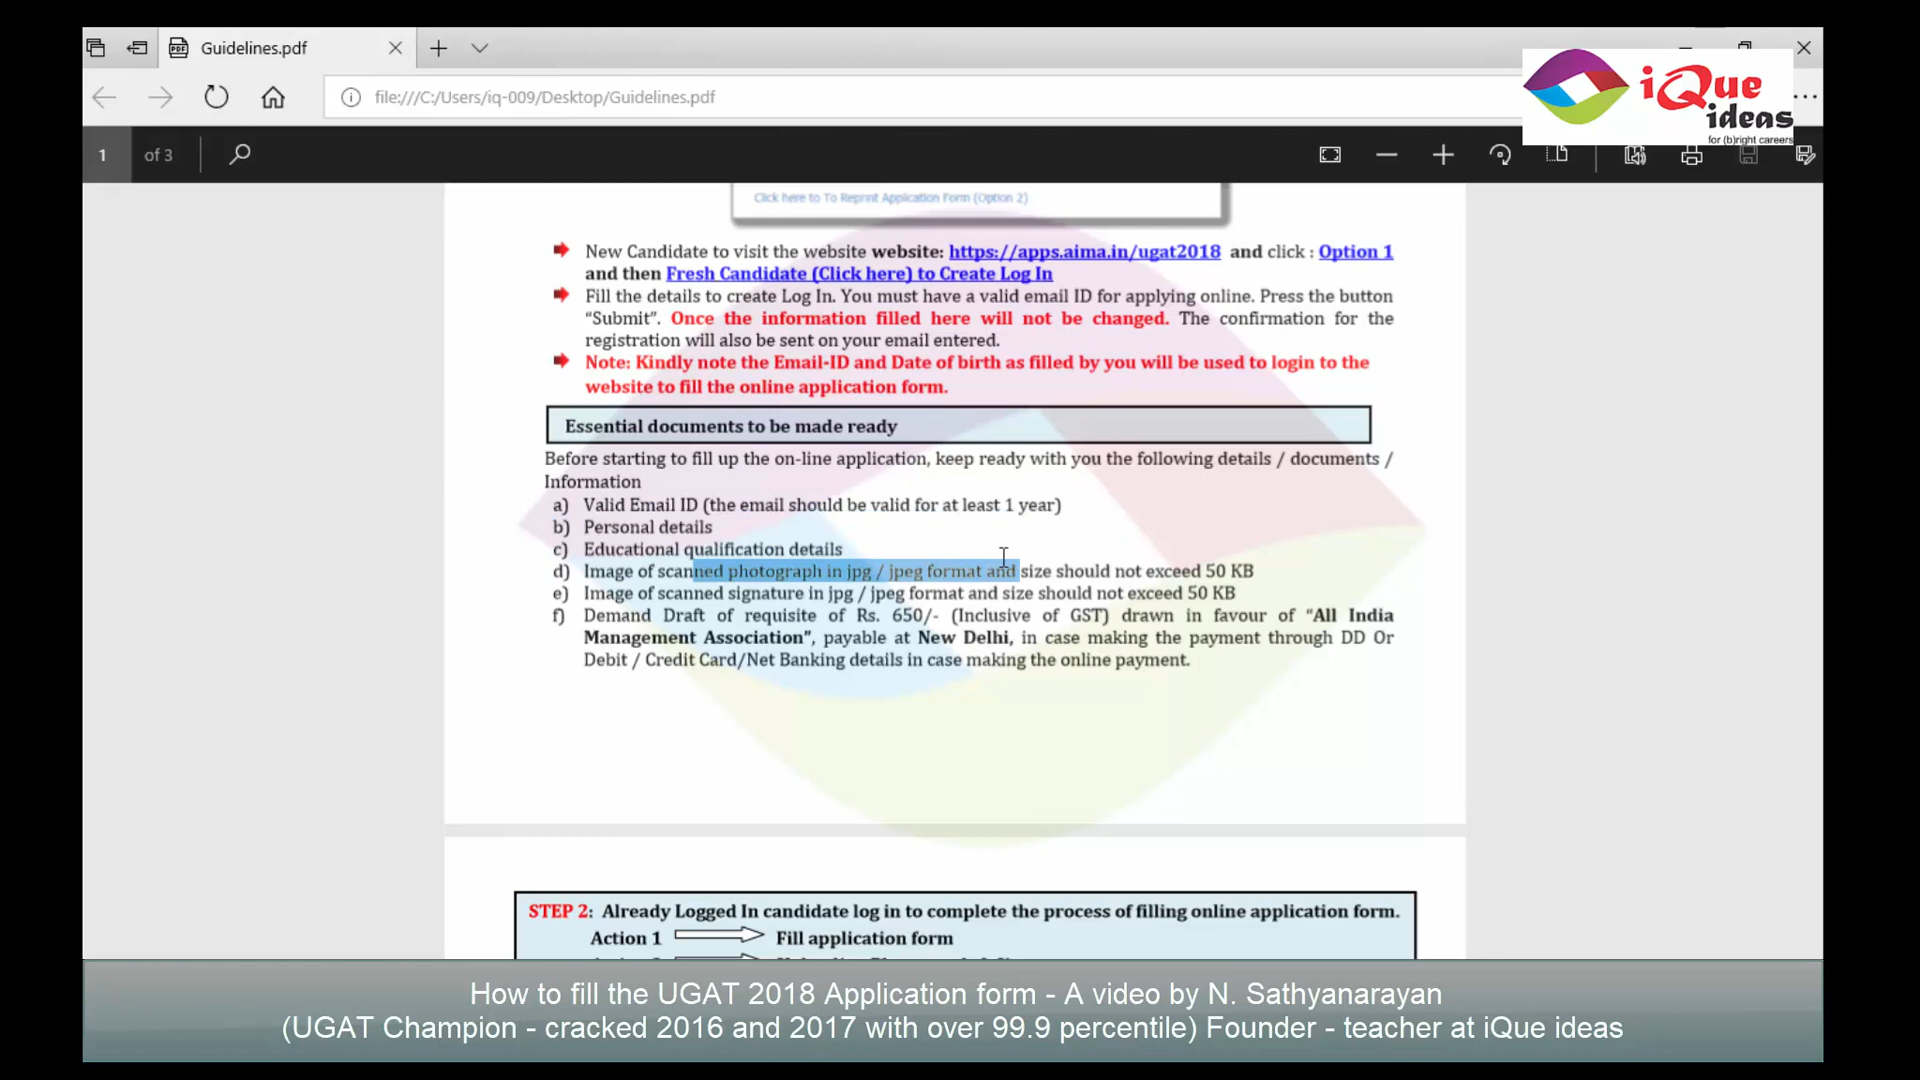 Guidelines.pdf
file:///C:/Users/iq-009/Desktop/Guidelines.pdf
iQue
ideas
for (b)right careers
1 of 3
Click here to To Reprint Application Form (Option 2)
New Candidate to visit the website website: https://apps.aima.in/ugat2018 and click : Option 1
and then Fresh Candidate (Click here) to Create Log In
Fill the details to create Log In. You must have a valid email ID for applying online. Press the button
“Submit”. Once the information filled here will not be changed. The confirmation for the
registration will also be sent on your email entered.
Note: Kindly note the Email-ID and Date of birth as filled by you will be used to login to the
website to fill the online application form.
Essential documents to be made ready
Before starting to fill up the on-line application, keep ready with you the following details / documents /
Information
a) Valid Email ID (the email should be valid for at least 1 year)
b) Personal details
c) Educational qualification details
d) Image of scanned photograph in jpg / jpeg format and size should not exceed 50 KB
e) Image of scanned signature in jpg / jpeg format and size should not exceed 50 KB
f) Demand Draft of requisite of Rs. 650/- (Inclusive of GST) drawn in favour of “All India
Management Association”, payable at New Delhi, in case making the payment through DD Or
Debit / Credit Card/Net Banking details in case making the online payment.
STEP 2: Already Logged In candidate log in to complete the process of filling online application form.
Action 1 Fill application form
How to fill the UGAT 2018 Application form - A video by N. Sathyanarayan
(UGAT Champion - cracked 2016 and 2017 with over 99.9 percentile) Founder - teacher at iQue ideas